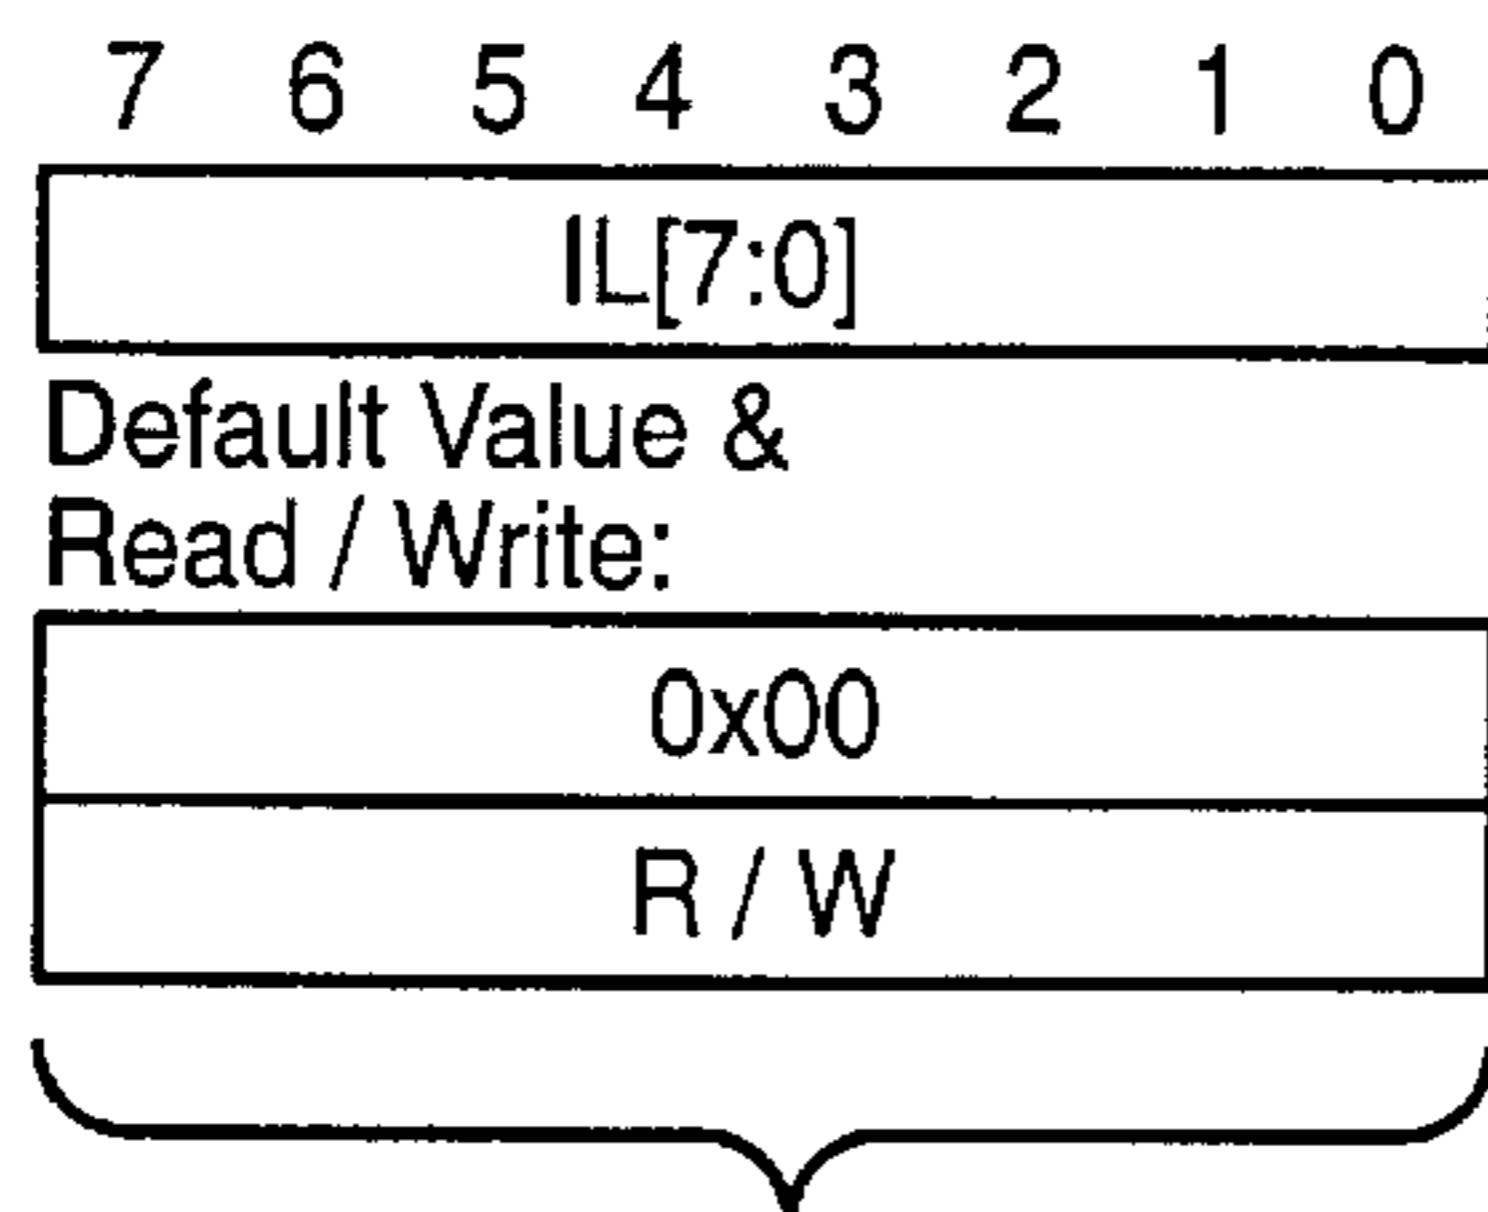 7 6 5 4 3 2 1 0
IL[7:0]
Default Value &
Read / Write:
0x00
R / W